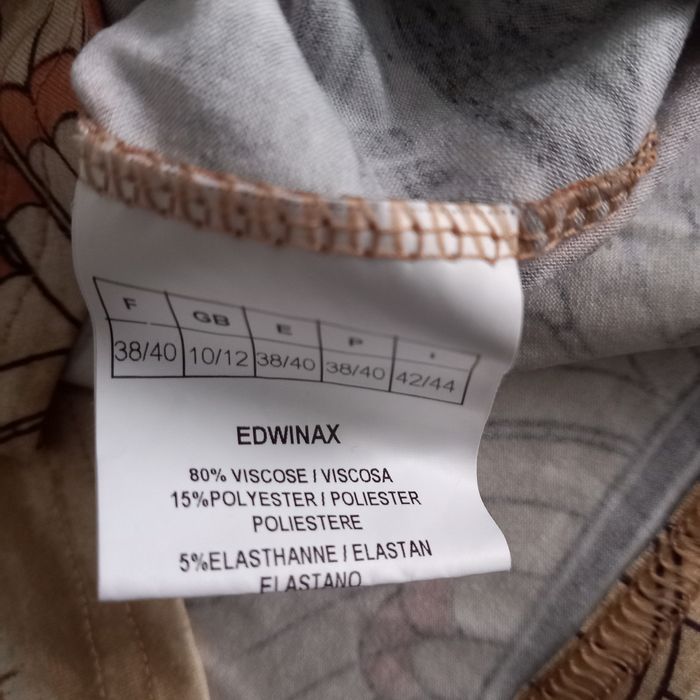 F GB E P I
38/40 10/12 38/40 38/40 42/44
EDWINAX
80% VISCOSE / VISCOSA
15%POLYESTER / POLIESTER
POLIESTERE
5%ELASTHANNE / ELASTAN
ELASTANO